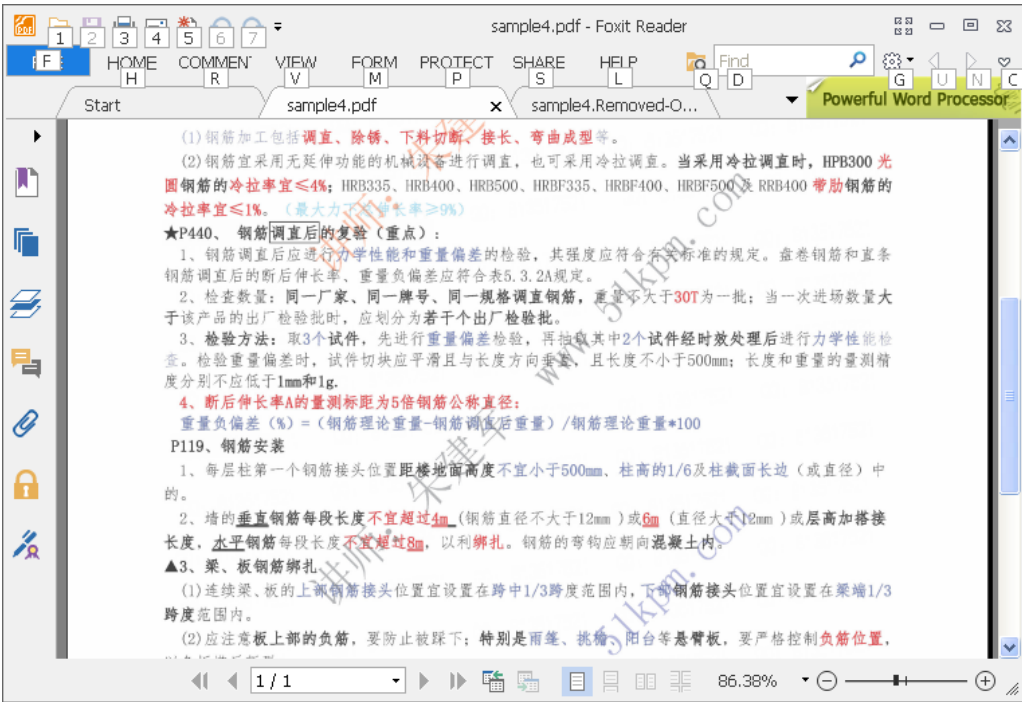 sample4.pdf - Foxit Reader
1 2 3 4 5 6 7
F HOME COMMENT VIEW FORM PROTECT SHARE HELP Find
H R V M P S L Q D G U N C
Start sample4.pdf sample4.Removed-O... Powerful Word Processor
(1)钢筋加工包括调直、除锈、下料切断、接长、弯曲成型等。
(2)钢筋宜采用无延伸功能的机械设备进行调直，也可采用冷拉调直。当采用冷拉调直时，HPB300 光
圆钢筋的冷拉率宜≤4%；HRB335、HRB400、HRB500、HRBF335、HRBF400、HRBF500 及 RRB400 带肋钢筋的
冷拉率宜≤1%。（最大力下总伸长率≥9%）
★P440、 钢筋调直后的复验（重点）:
1、钢筋调直后应进行力学性能和重量偏差的检验，其强度应符合有关标准的规定。盘卷钢筋和直条
钢筋调直后的断后伸长率、重量负偏差应符合表5.3.2A规定。
2、检查数量：同一厂家、同一牌号、同一规格调直钢筋，重量不大于30T为一批；当一次进场数量大
于该产品的出厂检验批时，应划分为若干个出厂检验批。
3、检验方法：取3个试件，先进行重量偏差检验，再抽取其中2个试件经时效处理后进行力学性能检
查。检验重量偏差时，试件切块应平滑且与长度方向垂直，且长度不小于500mm；长度和重量的量测精
度分别不应低于1mm和1g.
4、断后伸长率A的量测标距为5倍钢筋公称直径：
重量负偏差（%）=（钢筋理论重量-钢筋调直后重量）/钢筋理论重量*100
P119、钢筋安装
1、每层柱第一个钢筋接头位置距楼地面高度不宜小于500mm、柱高的1/6及柱截面长边（或直径）中
的。
2、墙的垂直钢筋每段长度不宜超过4m（钢筋直径不大于12mm ）或6m（直径大于12mm ）或层高加搭接
长度，水平钢筋每段长度不宜超过8m，以利绑扎。钢筋的弯钩应朝向混凝土内。
▲3、梁、板钢筋绑扎
(1)连续梁、板的上部钢筋接头位置宜设置在跨中1/3跨度范围内，下部钢筋接头位置宜设置在梁端1/3
跨度范围内。
(2)应注意板上部的负筋，要防止被踩下；特别是雨蓬、挑檐、阳台等悬臂板，要严格控制负筋位置，
讲师：朱建军
www.51kpm.com
讲师：朱建军
51kpm.com
1 / 1 86.38%